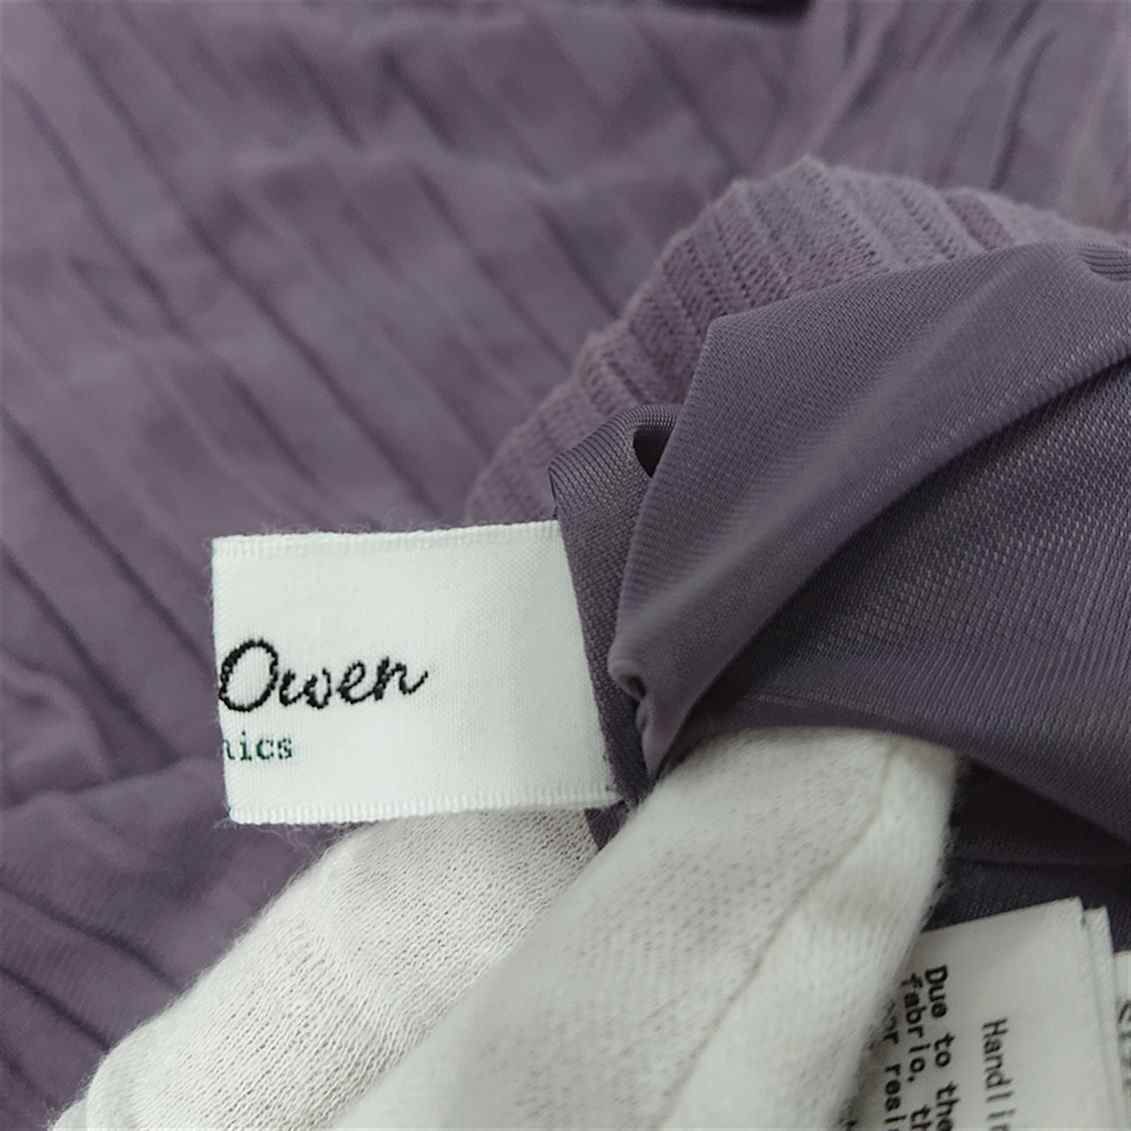 Owen
nics
Handli
Due to the
fabric, th
or resi